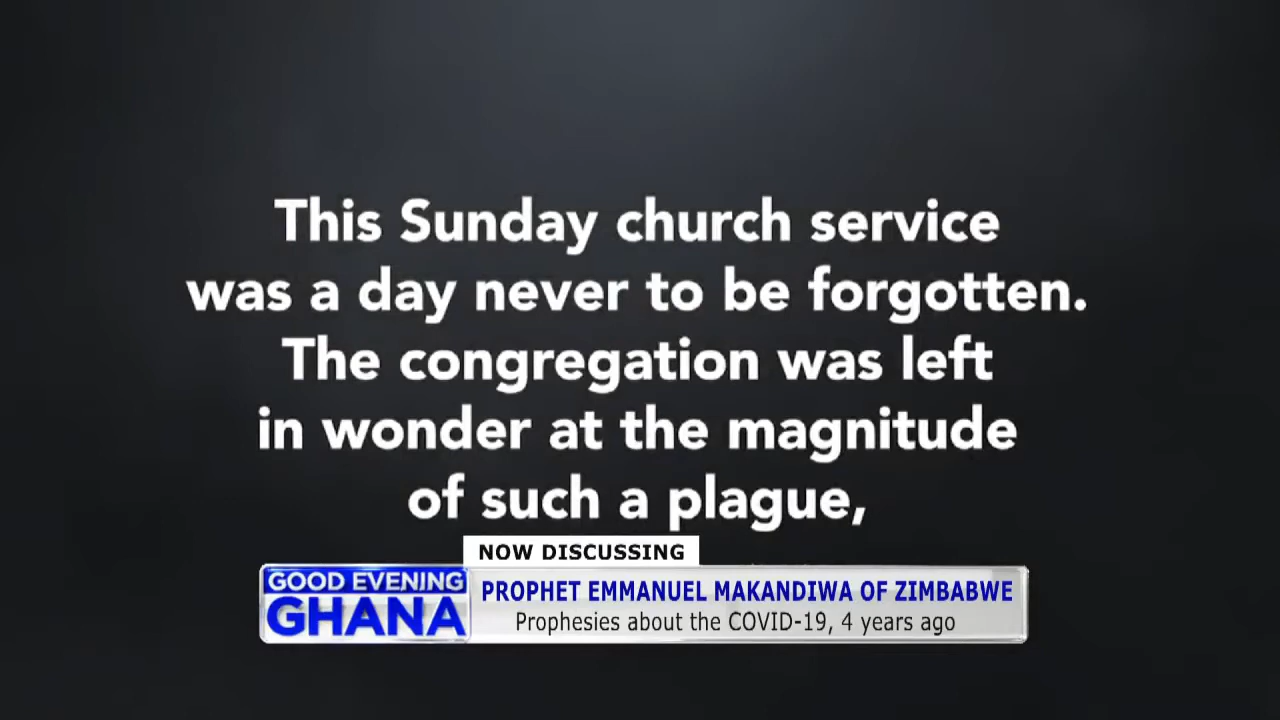 This Sunday church service
was a day never to be forgotten.
The congregation was left
in wonder at the magnitude
of such a plague,
NOW DISCUSSING
GOOD EVENING
GHANA
PROPHET EMMANUEL MAKANDIWA OF ZIMBABWE
Prophesies about the COVID-19, 4 years ago